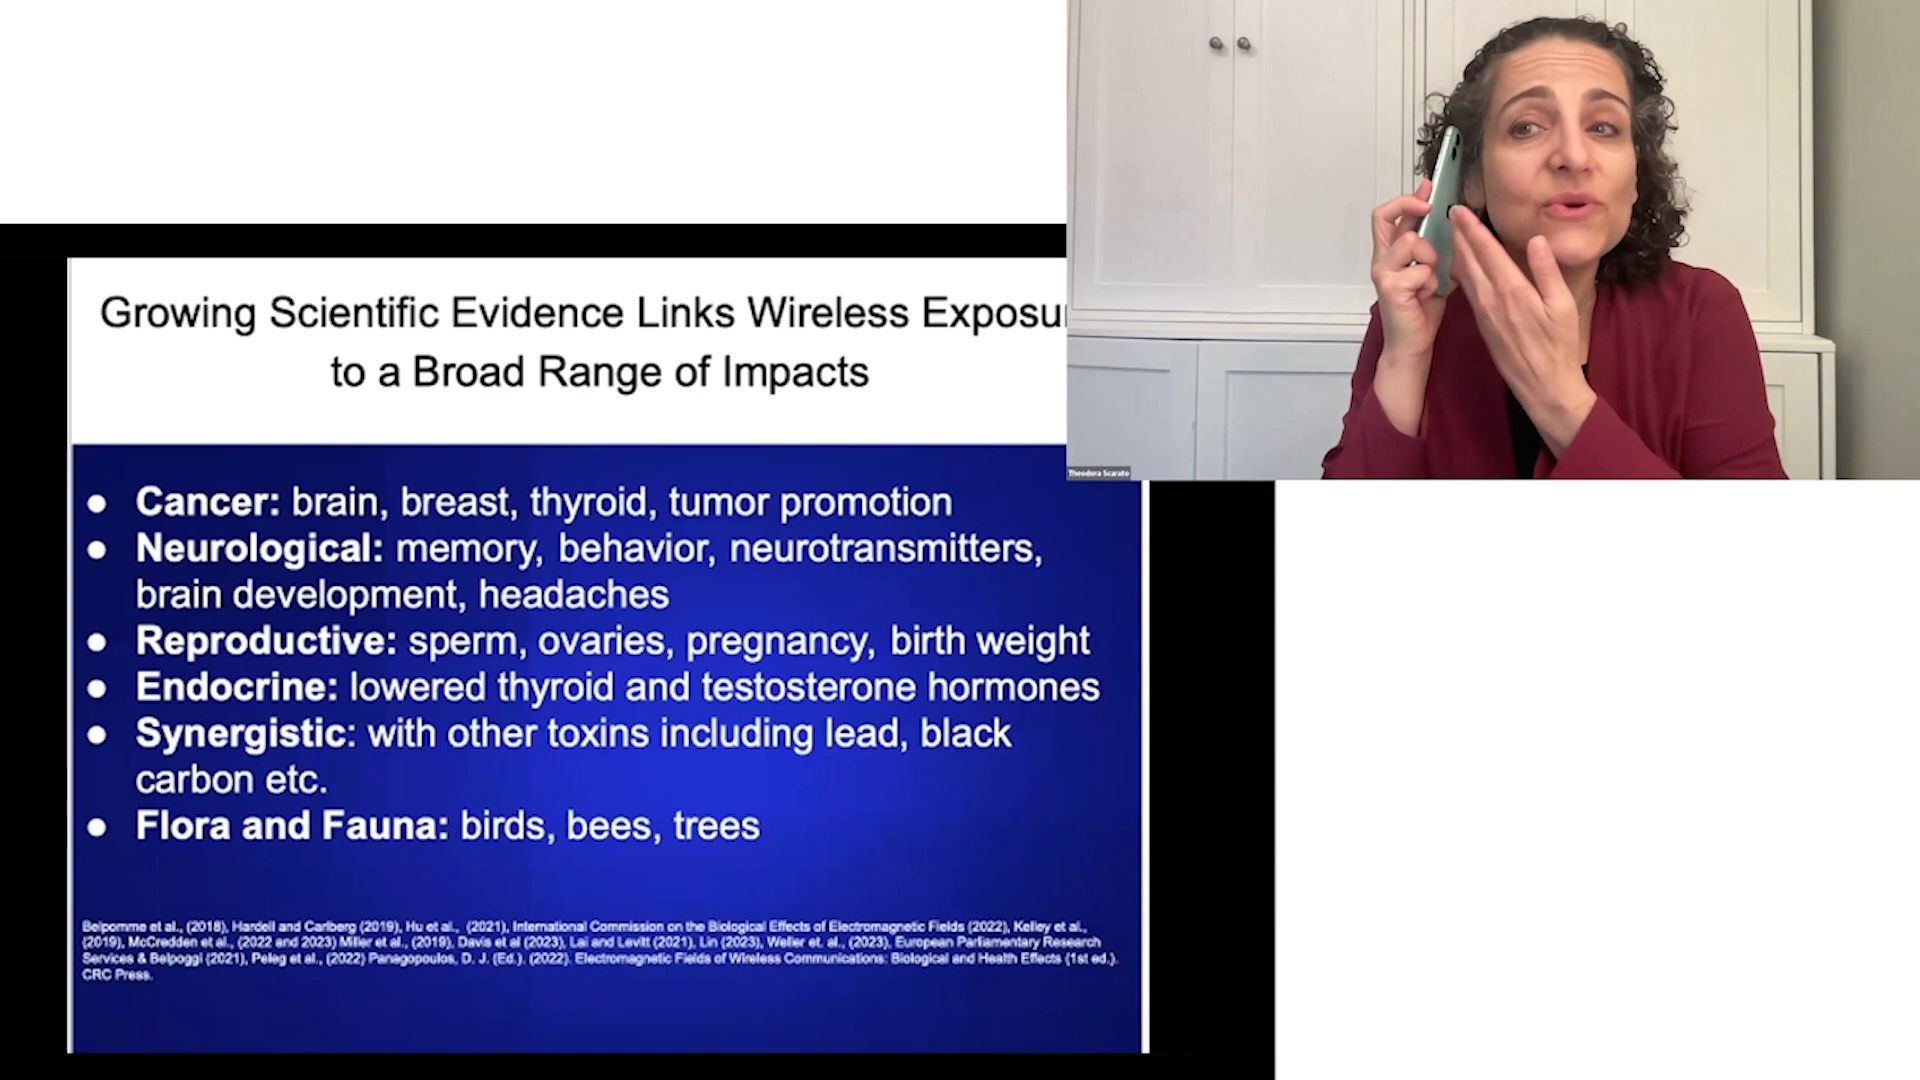 Growing Scientific Evidence Links Wireless Exposu
to a Broad Range of Impacts
Theodora Scarato
● Cancer: brain, breast, thyroid, tumor promotion
● Neurological: memory, behavior, neurotransmitters,
brain development, headaches
● Reproductive: sperm, ovaries, pregnancy, birth weight
● Endocrine: lowered thyroid and testosterone hormones
● Synergistic: with other toxins including lead, black
carbon etc.
● Flora and Fauna: birds, bees, trees
Belpomme et al., (2018), Hardell and Carlberg (2019), Hu et al., (2021), International Commission on the Biological Effects of Electromagnetic Fields (2022), Kelley et al.,
(2019), McCredden et al., (2022 and 2023) Miller et al., (2019), Davis et al (2023), Lai and Levitt (2021), Lin (2023), Weller et. al., (2023), European Parliamentary Research
Services & Belpoggi (2021), Peleg et al., (2022) Panagopoulos, D. J. (Ed.). (2022). Electromagnetic Fields of Wireless Communications: Biological and Health Effects (1st ed.).
CRC Press.